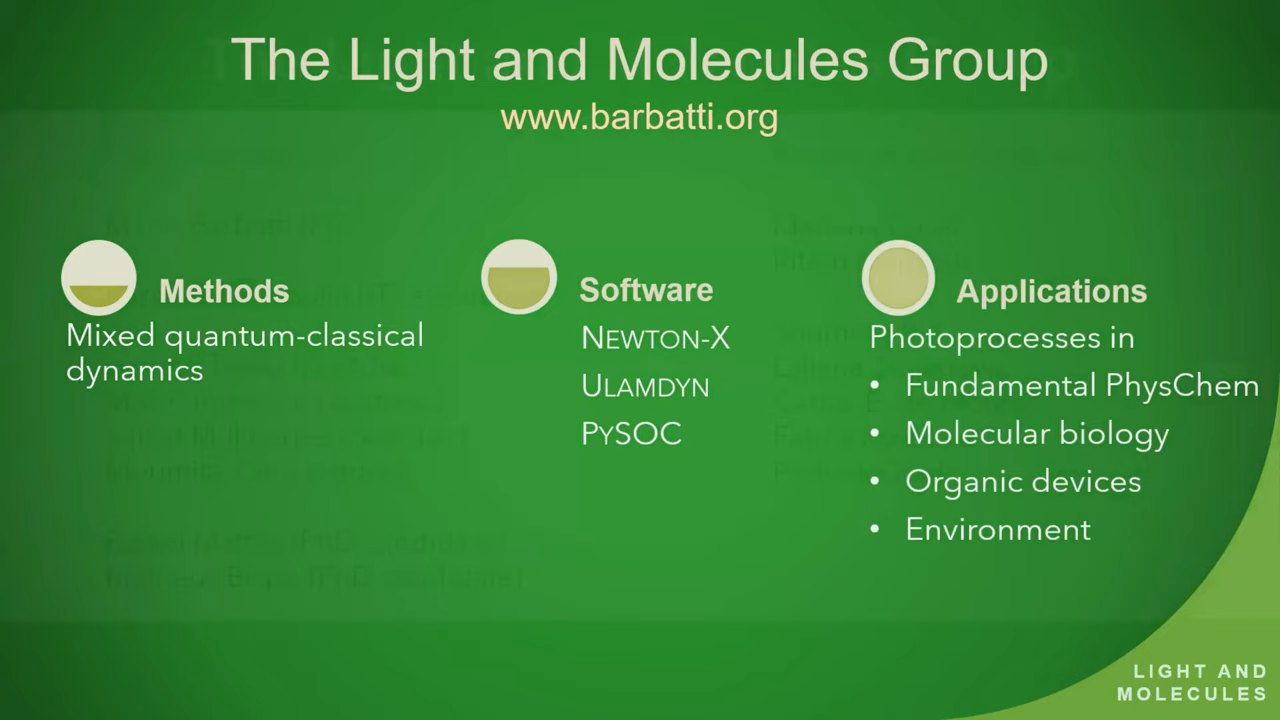 The Light and Molecules Group
www.barbatti.org
Methods
Mixed quantum-classical
dynamics
Software
NEWTON-X
ULAMDYN
PYSOC
Applications
Photoprocesses in
• Fundamental PhysChem
• Molecular biology
• Organic devices
• Environment
LIGHT AND
MOLECULES